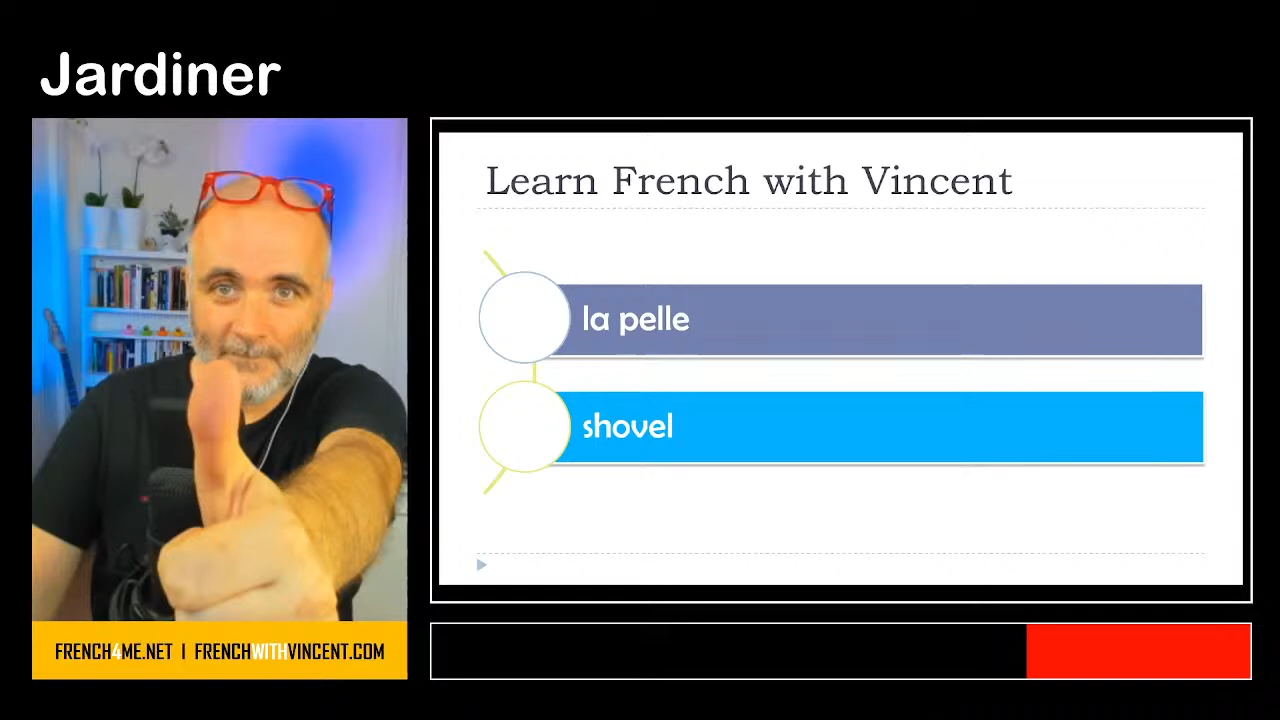 Jardiner
Learn French with Vincent
la pelle
shovel
FRENCH4ME.NET I FRENCHWITHVINCENT.COM